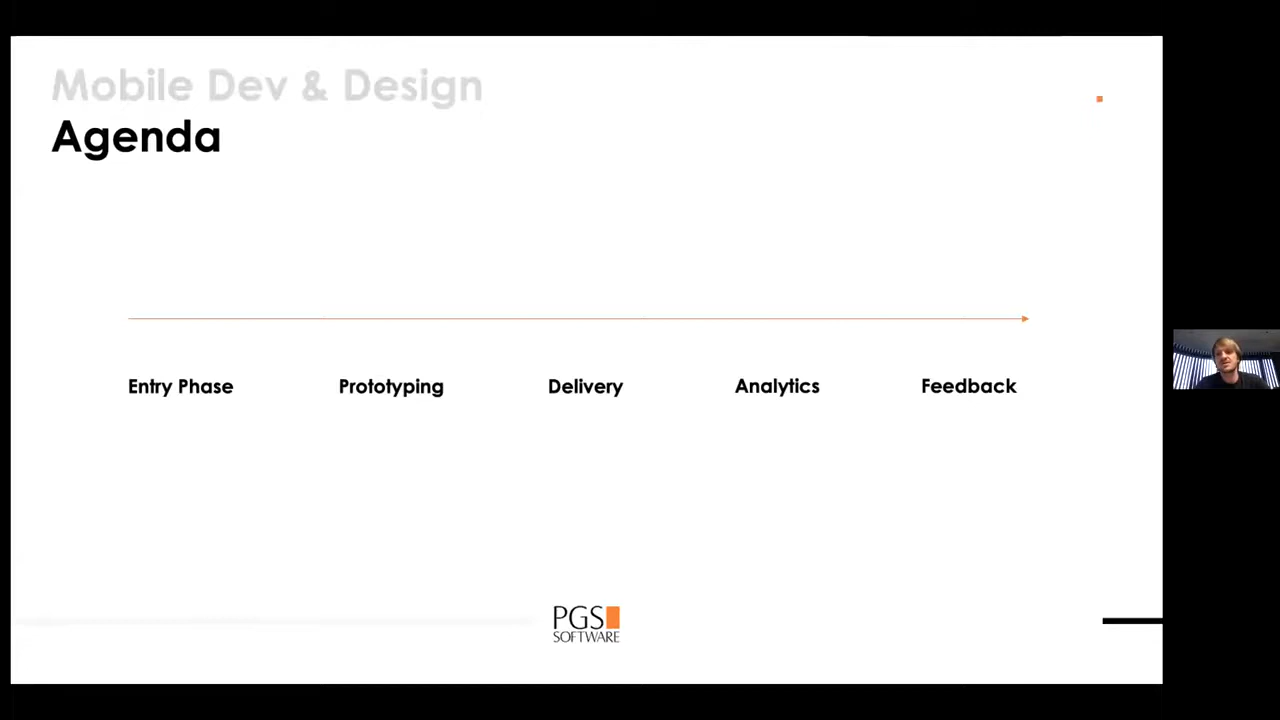 Mobile Dev & Design
Agenda
Entry Phase
Prototyping
Delivery
Analytics
Feedback
PGS
SOFTWARE